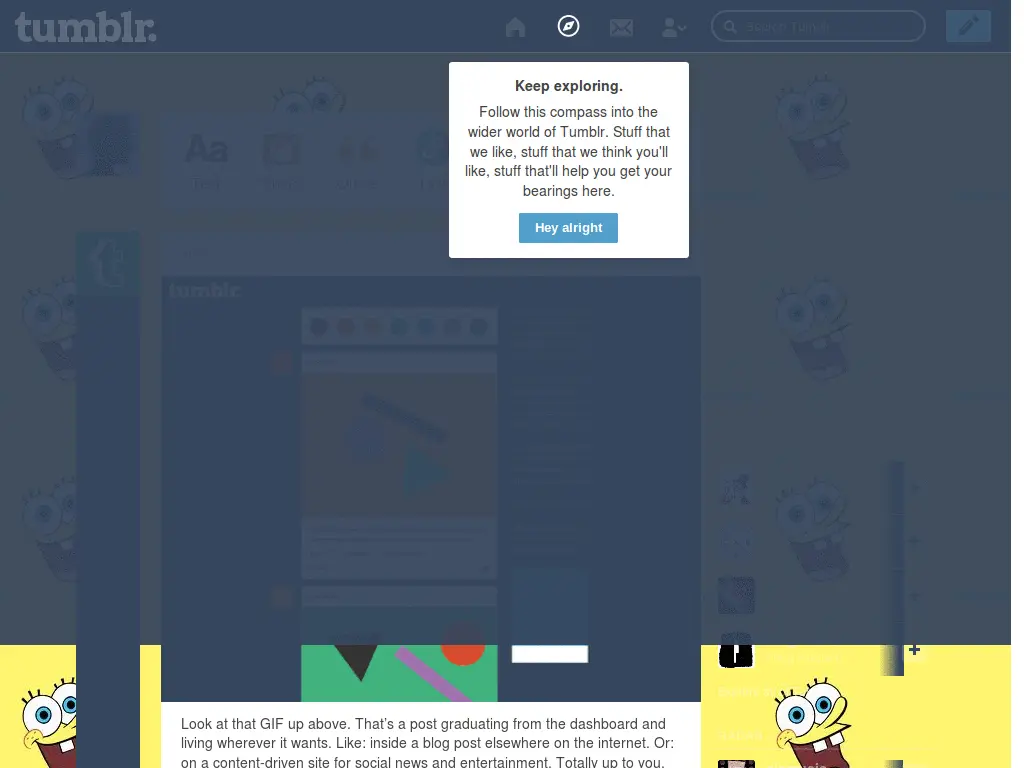 tumblr.
Search Tumblr
Keep exploring.
Follow this compass into the
wider world of Tumblr. Stuff that
we like, stuff that we think you'll
like, stuff that'll help you get your
bearings here.
Hey alright
Aa
Text
tumblr.
Look at that GIF up above. That’s a post graduating from the dashboard and
living wherever it wants. Like: inside a blog post elsewhere on the internet. Or:
on a content-driven site for social news and entertainment. Totally up to you.